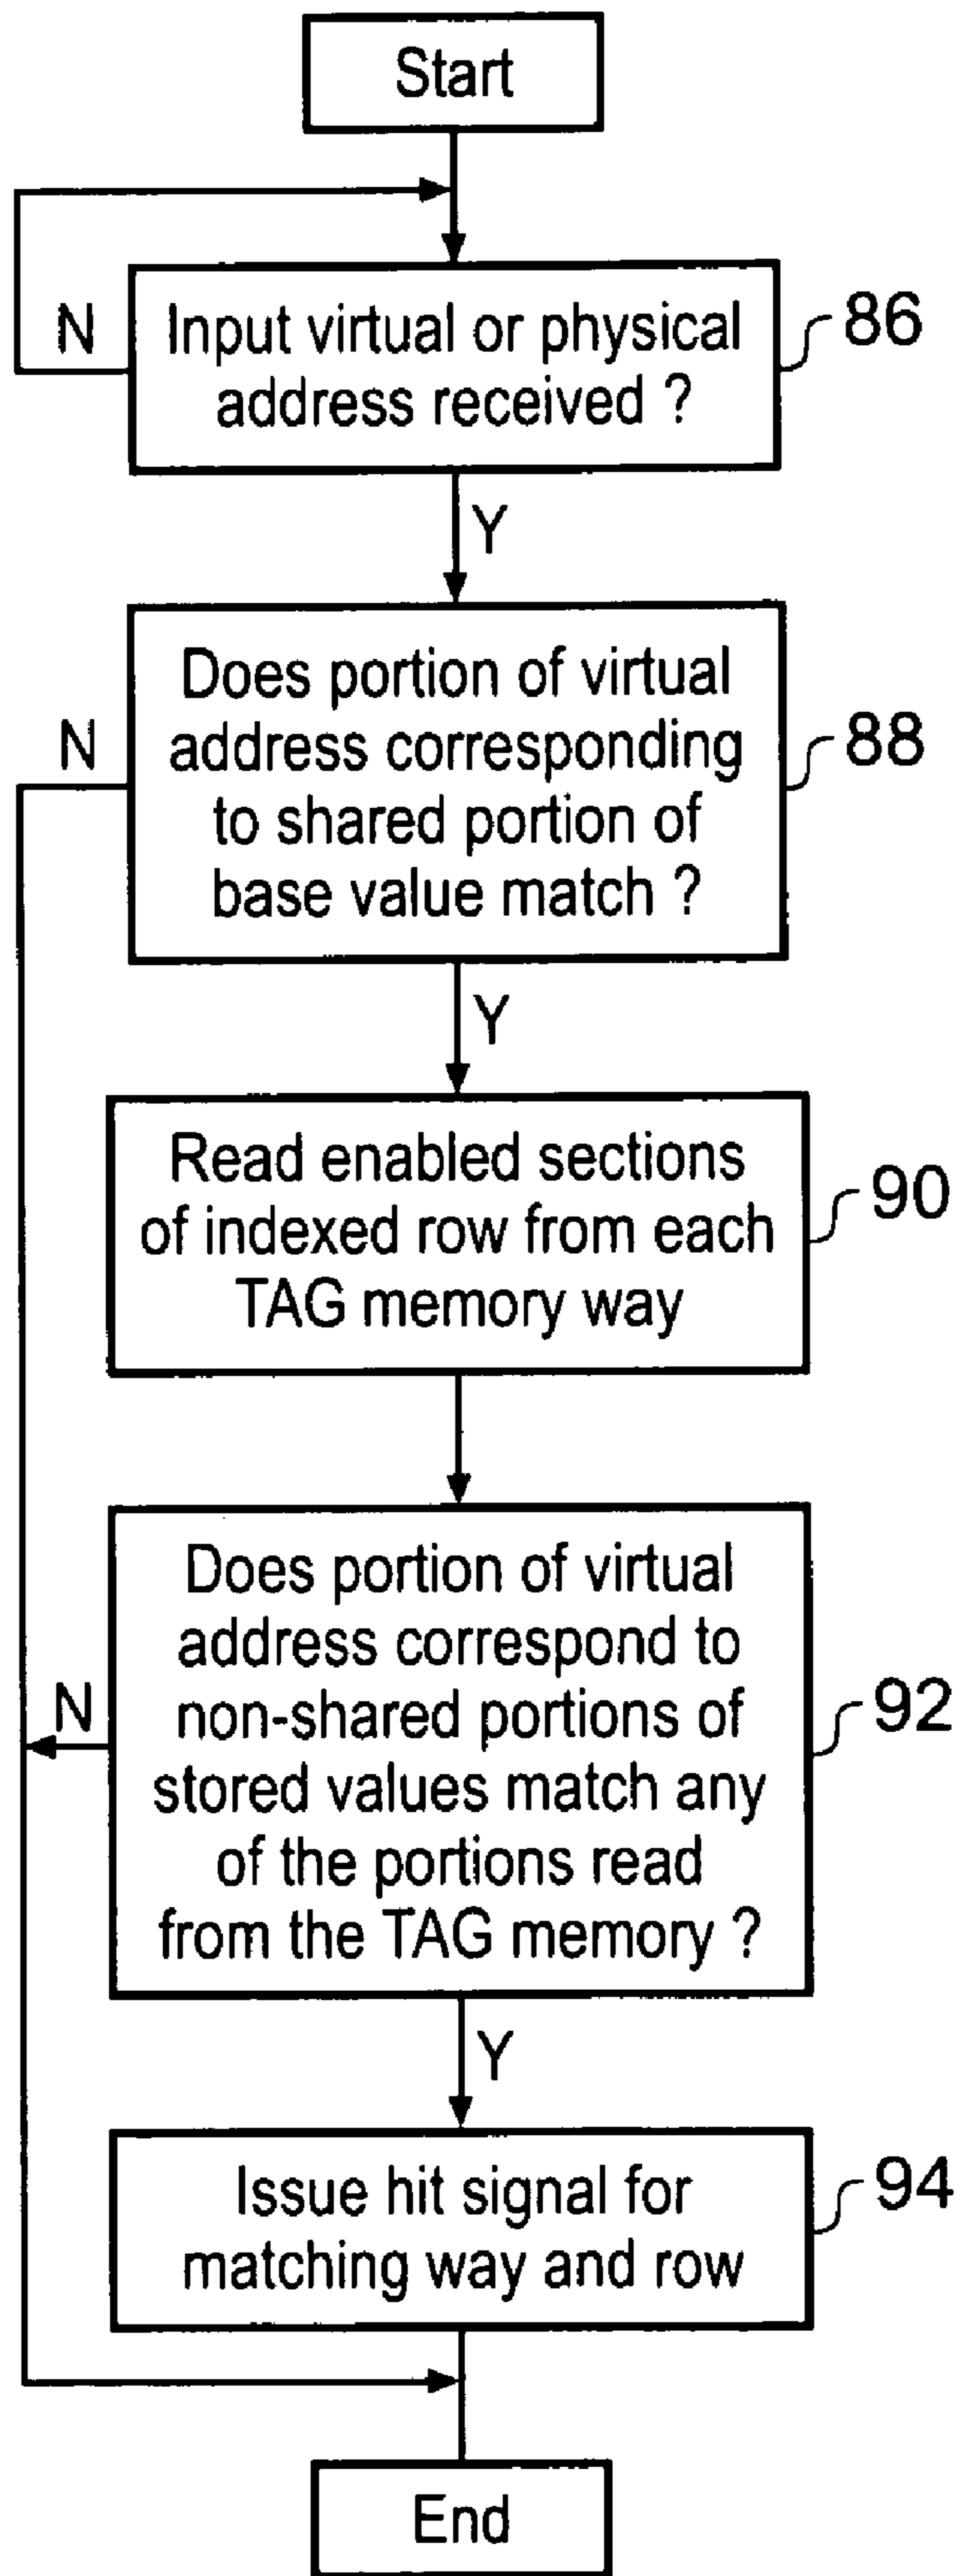 Start
N
Input virtual or physical
address received ?
86
Y
Does portion of virtual
address corresponding
to shared portion of
base value match ?
N
88
Y
Read enabled sections
of indexed row from each
TAG memory way
90
Does portion of virtual
address correspond to
non-shared portions of
stored values match any
of the portions read
from the TAG memory ?
N
92
Y
Issue hit signal for
matching way and row
94
End